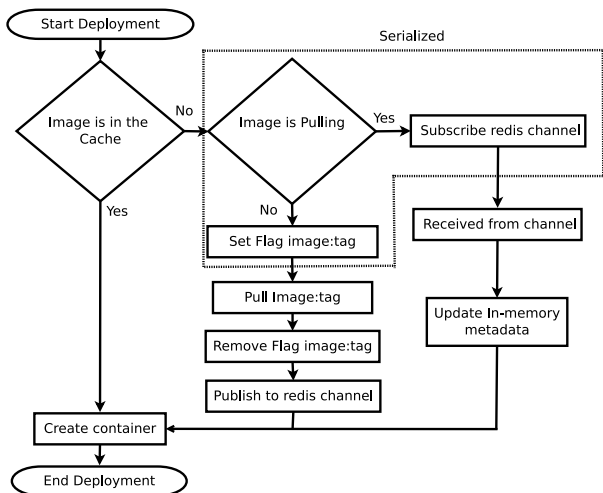 Start Deployment
Serialized
Image is in the
Cache
No
Image is Pulling
Yes
Subscribe redis channel
Yes
No
Set Flag image:tag
Received from channel
Pull Image:tag
Update In-memory
metadata
Remove Flag image:tag
Publish to redis channel
Create container
End Deployment